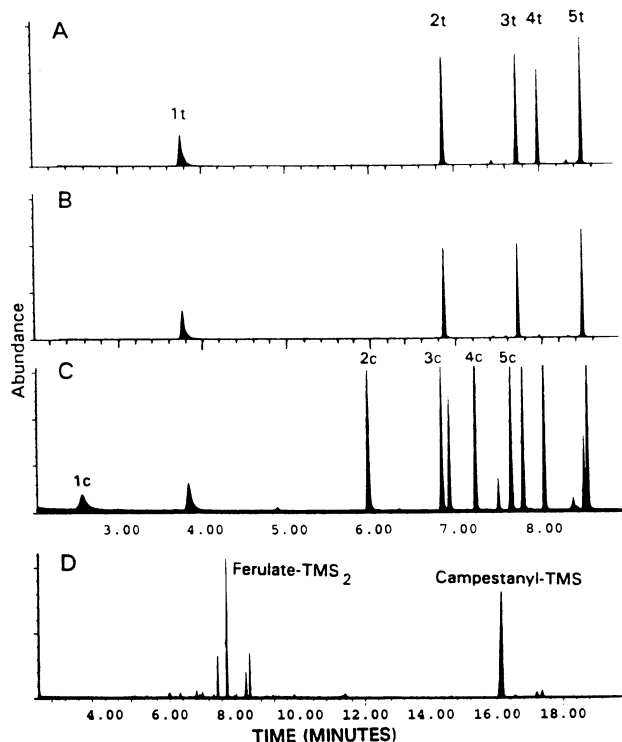 A
1t
2t
3t
4t
5t
B
C
1c
2c
3c
4c
5c
3.00 4.00 5.00 6.00 7.00 8.00
D
Ferulate-TMS2
Campestanyl-TMS
4.00 6.00 8.00 10.00 12.00 14.00 16.00 18.00
TIME (MINUTES)
Abundance